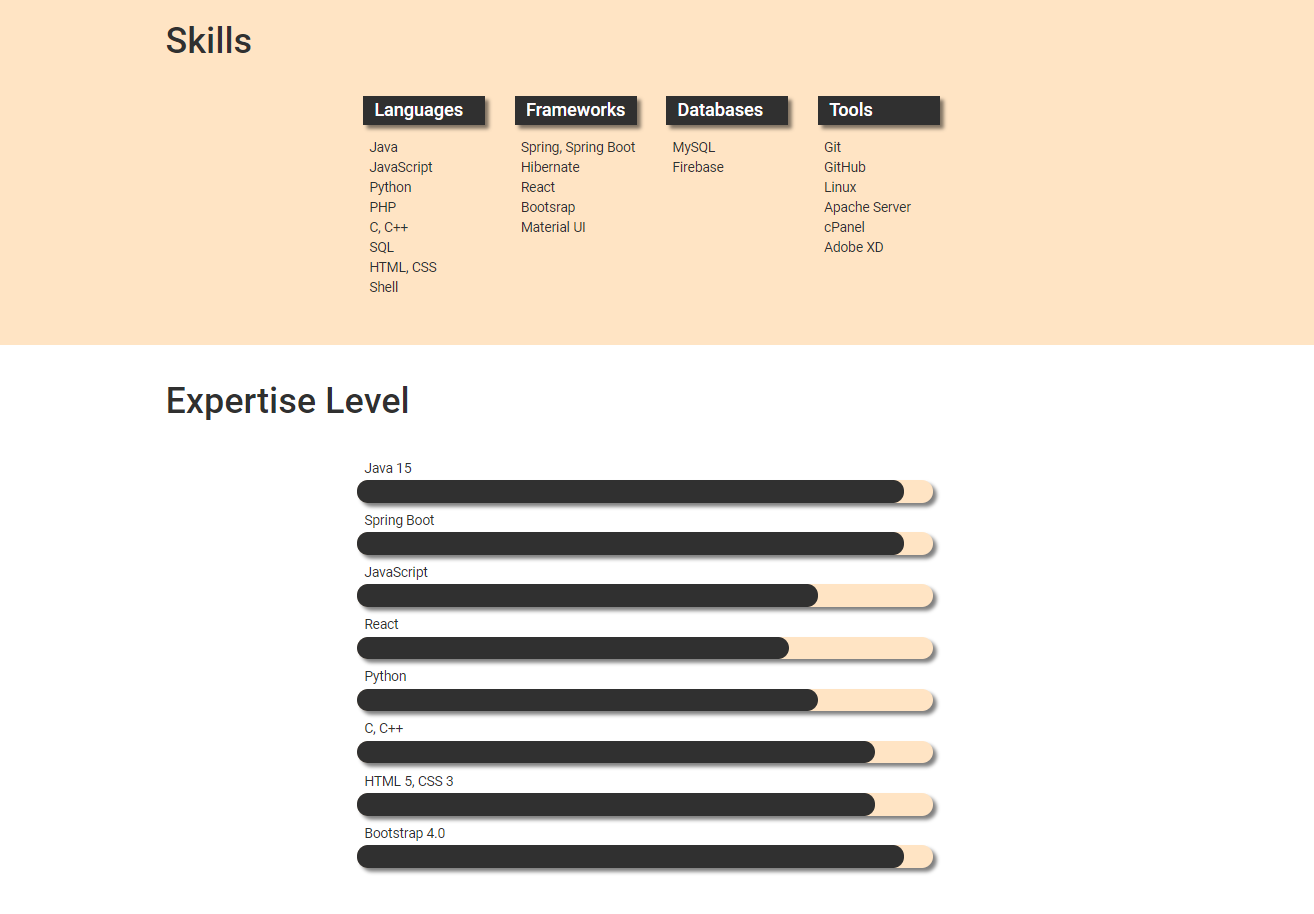 Skills
Languages
Java
JavaScript
Python
PHP
C, C++
SQL
HTML, CSS
Shell
Frameworks
Spring, Spring Boot
Hibernate
React
Bootsrap
Material UI
Databases
MySQL
Firebase
Tools
Git
GitHub
Linux
Apache Server
cPanel
Adobe XD
Expertise Level
Java 15
Spring Boot
JavaScript
React
Python
C, C++
HTML 5, CSS 3
Bootstrap 4.0